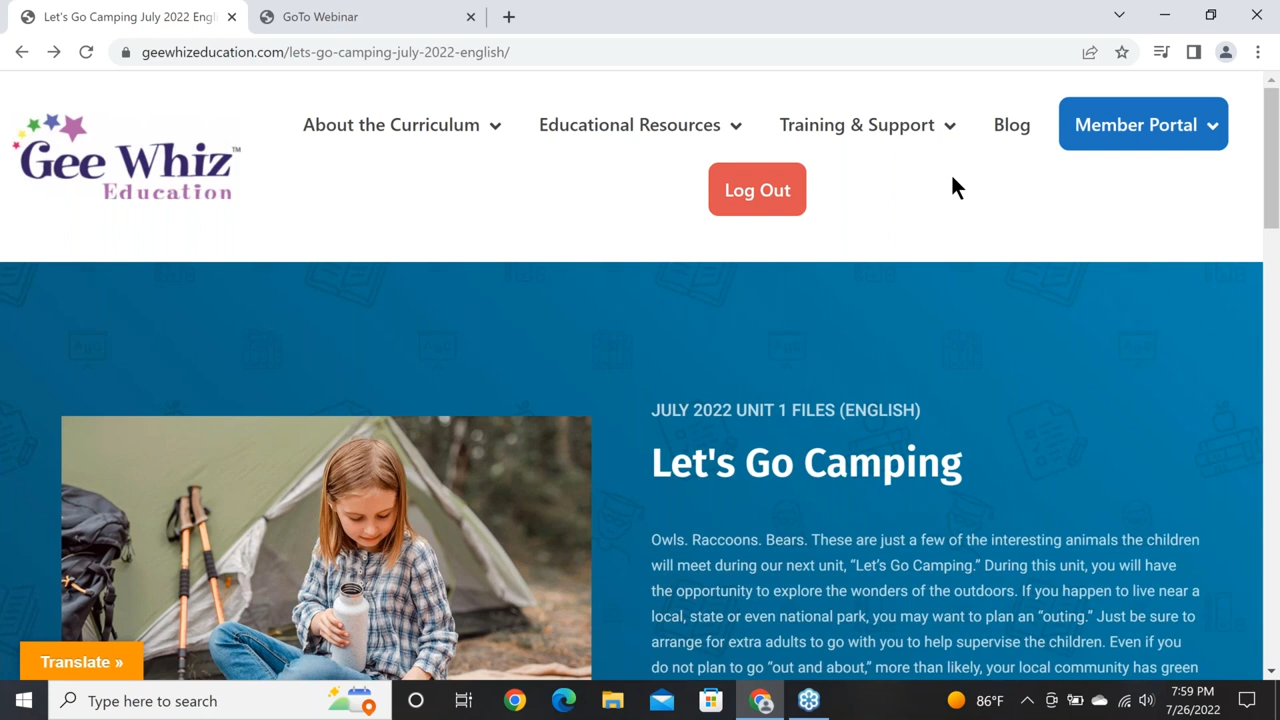 Let's Go Camping July 2022 Engl
GoTo Webinar
geewhizeducation.com/lets-go-camping-july-2022-english/
Gee Whiz™
Education
About the Curriculum
Educational Resources
Training & Support
Blog
Member Portal
Log Out
JULY 2022 UNIT 1 FILES (ENGLISH)
Let's Go Camping
Owls. Raccoons. Bears. These are just a few of the interesting animals the children
will meet during our next unit, “Let’s Go Camping.” During this unit, you will have
the opportunity to explore the wonders of the outdoors. If you happen to live near a
local, state or even national park, you may want to plan an “outing.” Just be sure to
arrange for extra adults to go with you to help supervise the children. Even if you
do not plan to go “out and about,” more than likely, your local community has green
Translate »
Type here to search
86°F
7:59 PM
7/26/2022